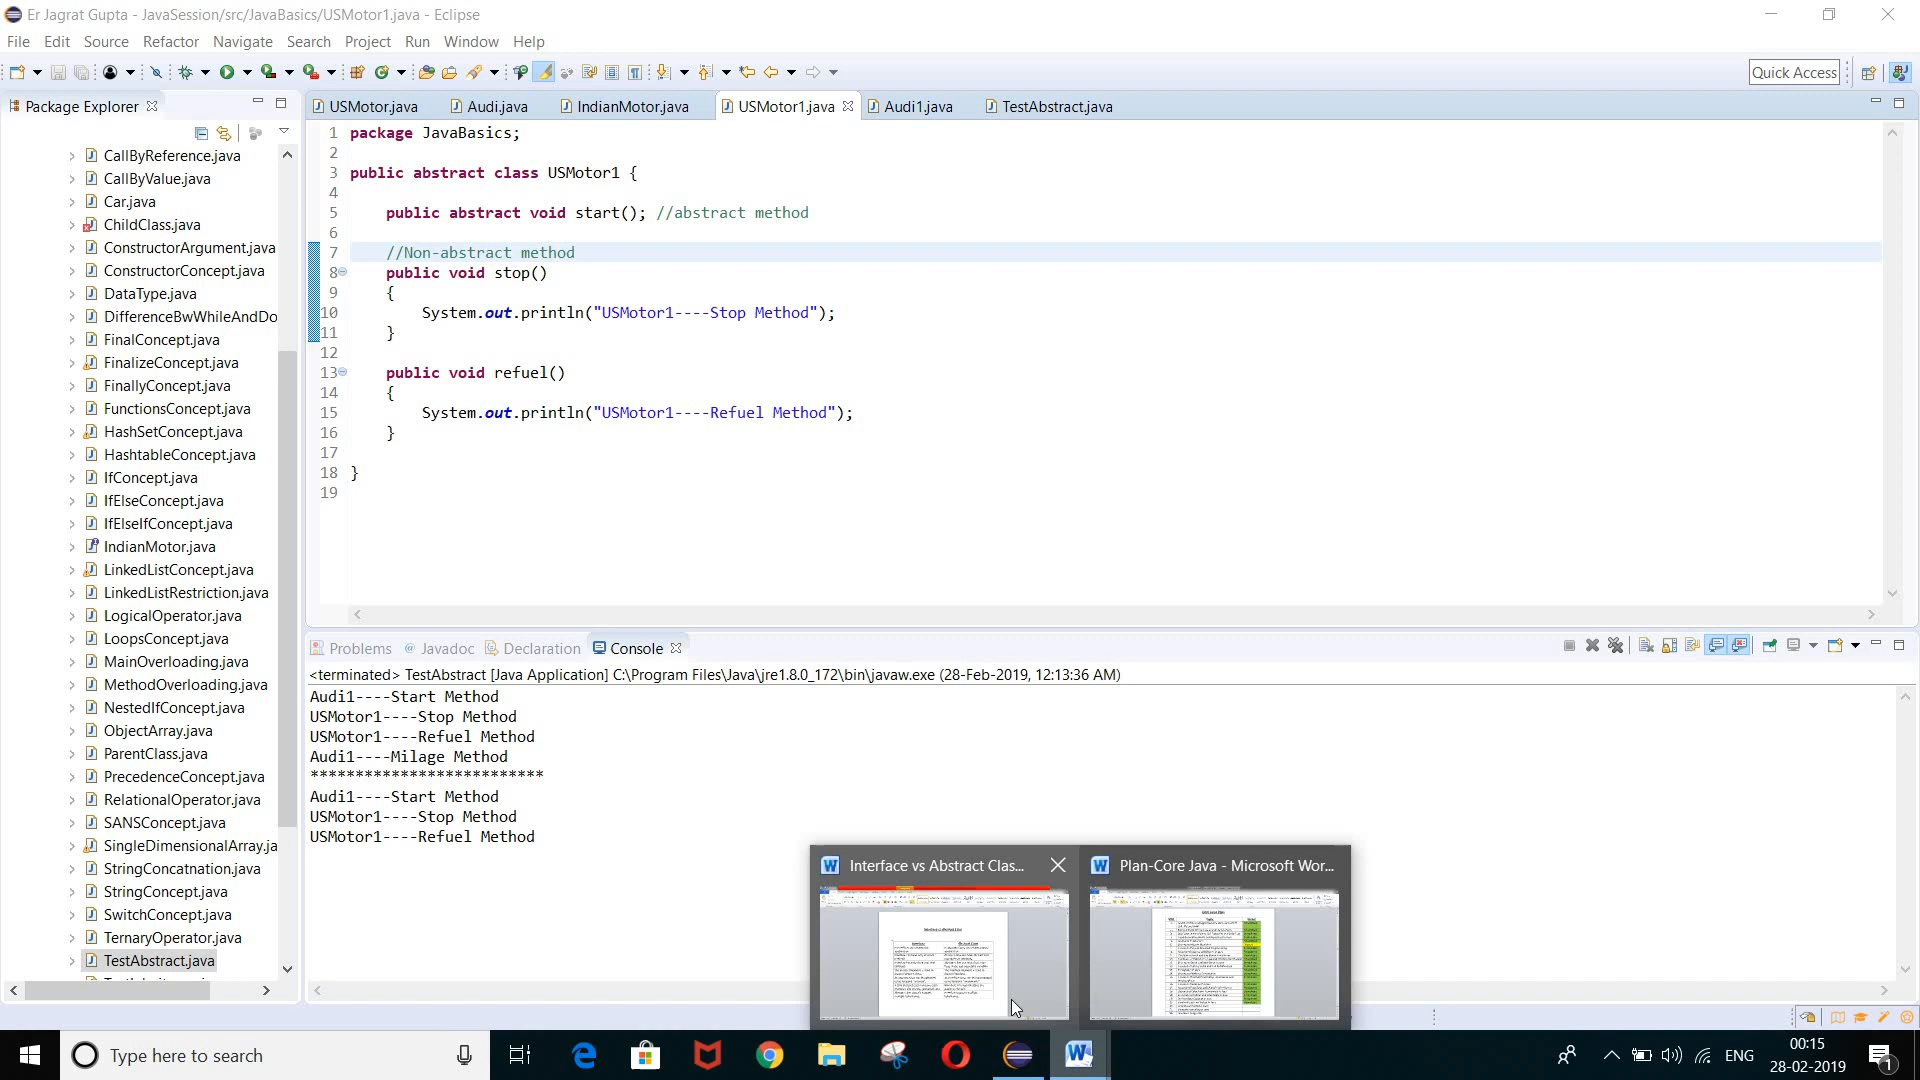 Er Jagrat Gupta - JavaSession/src/JavaBasics/USMotor1.java - Eclipse
File Edit Source Refactor Navigate Search Project Run Window Help
Quick Access
Package Explorer
CallByReference.java
CallByValue.java
Car.java
ChildClass.java
ConstructorArgument.java
ConstructorConcept.java
DataType.java
DifferenceBwWhileAndDo
FinalConcept.java
FinalizeConcept.java
FinallyConcept.java
FunctionsConcept.java
HashSetConcept.java
HashtableConcept.java
IfConcept.java
IfElseConcept.java
IfElseIfConcept.java
IndianMotor.java
LinkedListConcept.java
LinkedListRestriction.java
LogicalOperator.java
LoopsConcept.java
MainOverloading.java
MethodOverloading.java
NestedIfConcept.java
ObjectArray.java
ParentClass.java
PrecedenceConcept.java
RelationalOperator.java
SANSConcept.java
SingleDimensionalArray.ja
StringConcatnation.java
StringConcept.java
SwitchConcept.java
TernaryOperator.java
TestAbstract.java
USMotor.java Audi.java IndianMotor.java USMotor1.java Audi1.java TestAbstract.java
1 package JavaBasics;
2
3 public abstract class USMotor1 {
4
5 public abstract void start(); //abstract method
6
7 //Non-abstract method
8 public void stop()
9 {
10 System.out.println("USMotor1----Stop Method");
11 }
12
13 public void refuel()
14 {
15 System.out.println("USMotor1----Refuel Method");
16 }
17
18 }
19
Problems Javadoc Declaration Console
<terminated> TestAbstract [Java Application] C:\Program Files\Java\jre1.8.0_172\bin\javaw.exe (28-Feb-2019, 12:13:36 AM)
Audi1----Start Method
USMotor1----Stop Method
USMotor1----Refuel Method
Audi1----Milage Method
**************************
Audi1----Start Method
USMotor1----Stop Method
USMotor1----Refuel Method
Interface vs Abstract Clas...
Plan-Core Java - Microsoft Wor...
Type here to search
ENG
00:15
28-02-2019
1